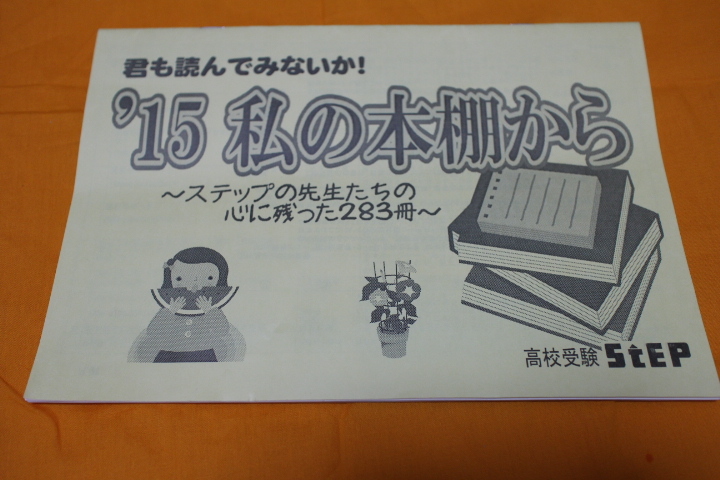 君も読んでみないか!
'15 私の本棚から
～ステップの先生たちの
心に残った283冊～
高校受験 StEP